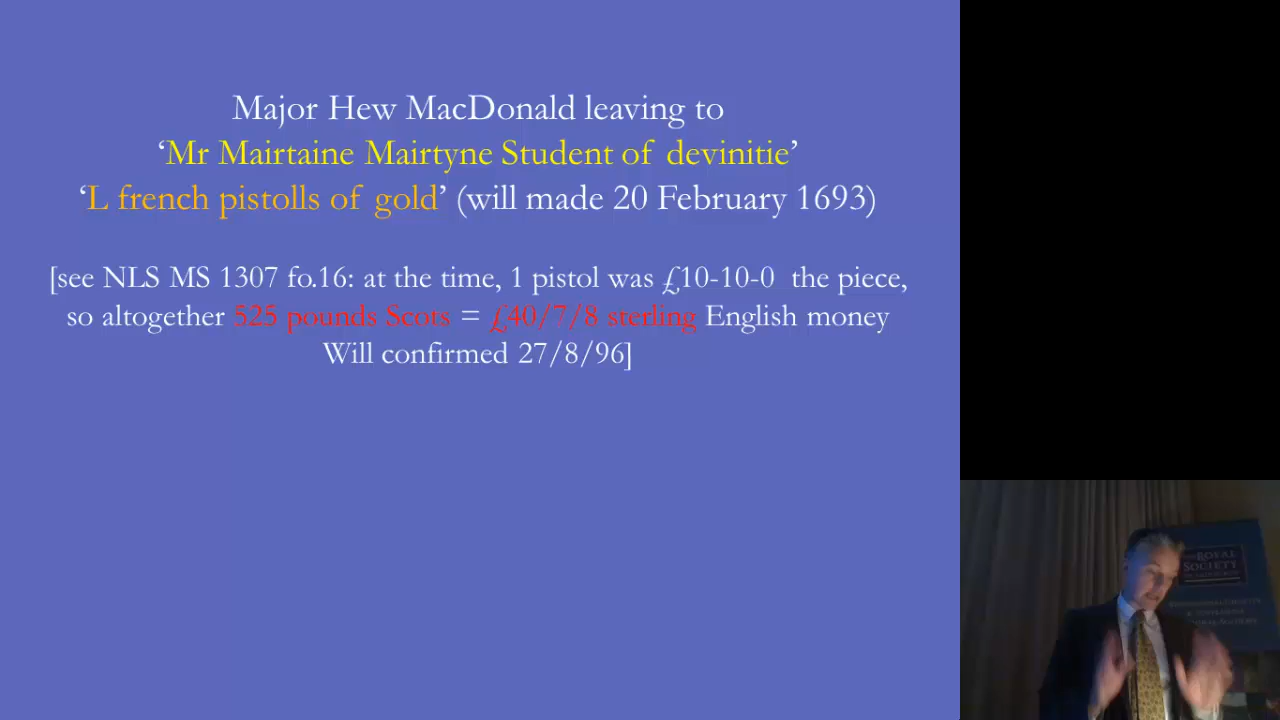 Major Hew MacDonald leaving to
‘Mr Mairtaine Mairtyne Student of devinitie’
‘L french pistolls of gold’ (will made 20 February 1693)
[see NLS MS 1307 fo.16: at the time, 1 pistol was £10-10-0 the piece,
so altogether 525 pounds Scots = £40/7/8 sterling English money
Will confirmed 27/8/96]
ROYAL
SOCIETY